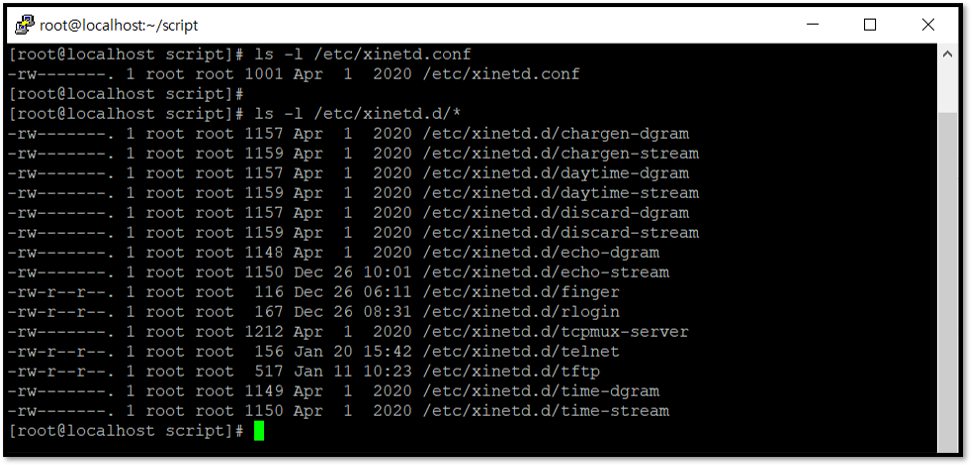 root@localhost:~/script
[root@localhost script]# ls -l /etc/xinetd.conf
-rw-------. 1 root root 1001 Apr  1  2020 /etc/xinetd.conf
[root@localhost script]#
[root@localhost script]# ls -l /etc/xinetd.d/*
-rw-------. 1 root root 1157 Apr  1  2020 /etc/xinetd.d/chargen-dgram
-rw-------. 1 root root 1159 Apr  1  2020 /etc/xinetd.d/chargen-stream
-rw-------. 1 root root 1157 Apr  1  2020 /etc/xinetd.d/daytime-dgram
-rw-------. 1 root root 1159 Apr  1  2020 /etc/xinetd.d/daytime-stream
-rw-------. 1 root root 1157 Apr  1  2020 /etc/xinetd.d/discard-dgram
-rw-------. 1 root root 1159 Apr  1  2020 /etc/xinetd.d/discard-stream
-rw-------. 1 root root 1148 Apr  1  2020 /etc/xinetd.d/echo-dgram
-rw-------. 1 root root 1150 Dec 26 10:01 /etc/xinetd.d/echo-stream
-rw-r--r--. 1 root root  116 Dec 26 06:11 /etc/xinetd.d/finger
-rw-r--r--. 1 root root  167 Dec 26 08:31 /etc/xinetd.d/rlogin
-rw-------. 1 root root 1212 Apr  1  2020 /etc/xinetd.d/tcpmux-server
-rw-r--r--. 1 root root  156 Jan 20 15:42 /etc/xinetd.d/telnet
-rw-r--r--. 1 root root  517 Jan 11 10:23 /etc/xinetd.d/tftp
-rw-------. 1 root root 1149 Apr  1  2020 /etc/xinetd.d/time-dgram
-rw-------. 1 root root 1150 Apr  1  2020 /etc/xinetd.d/time-stream
[root@localhost script]#